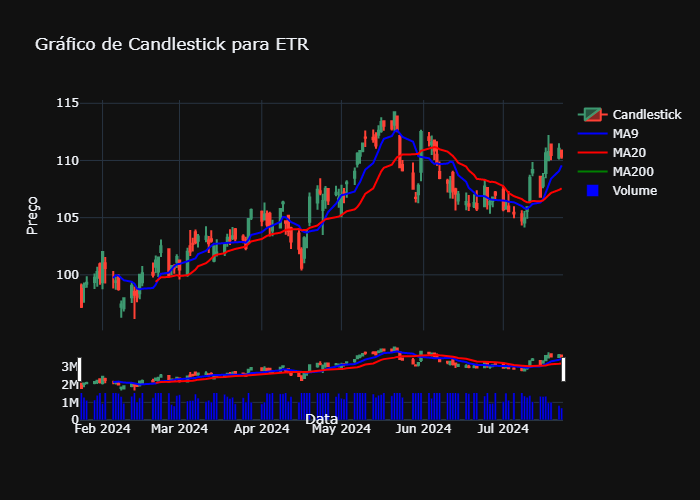 Gráfico de Candlestick para ETR
115
110
105
100
Preço
Candlestick
MA9
MA20
MA200
Volume
3M
2M
1M
0
Data
Feb 2024
Mar 2024
Apr 2024
May 2024
Jun 2024
Jul 2024